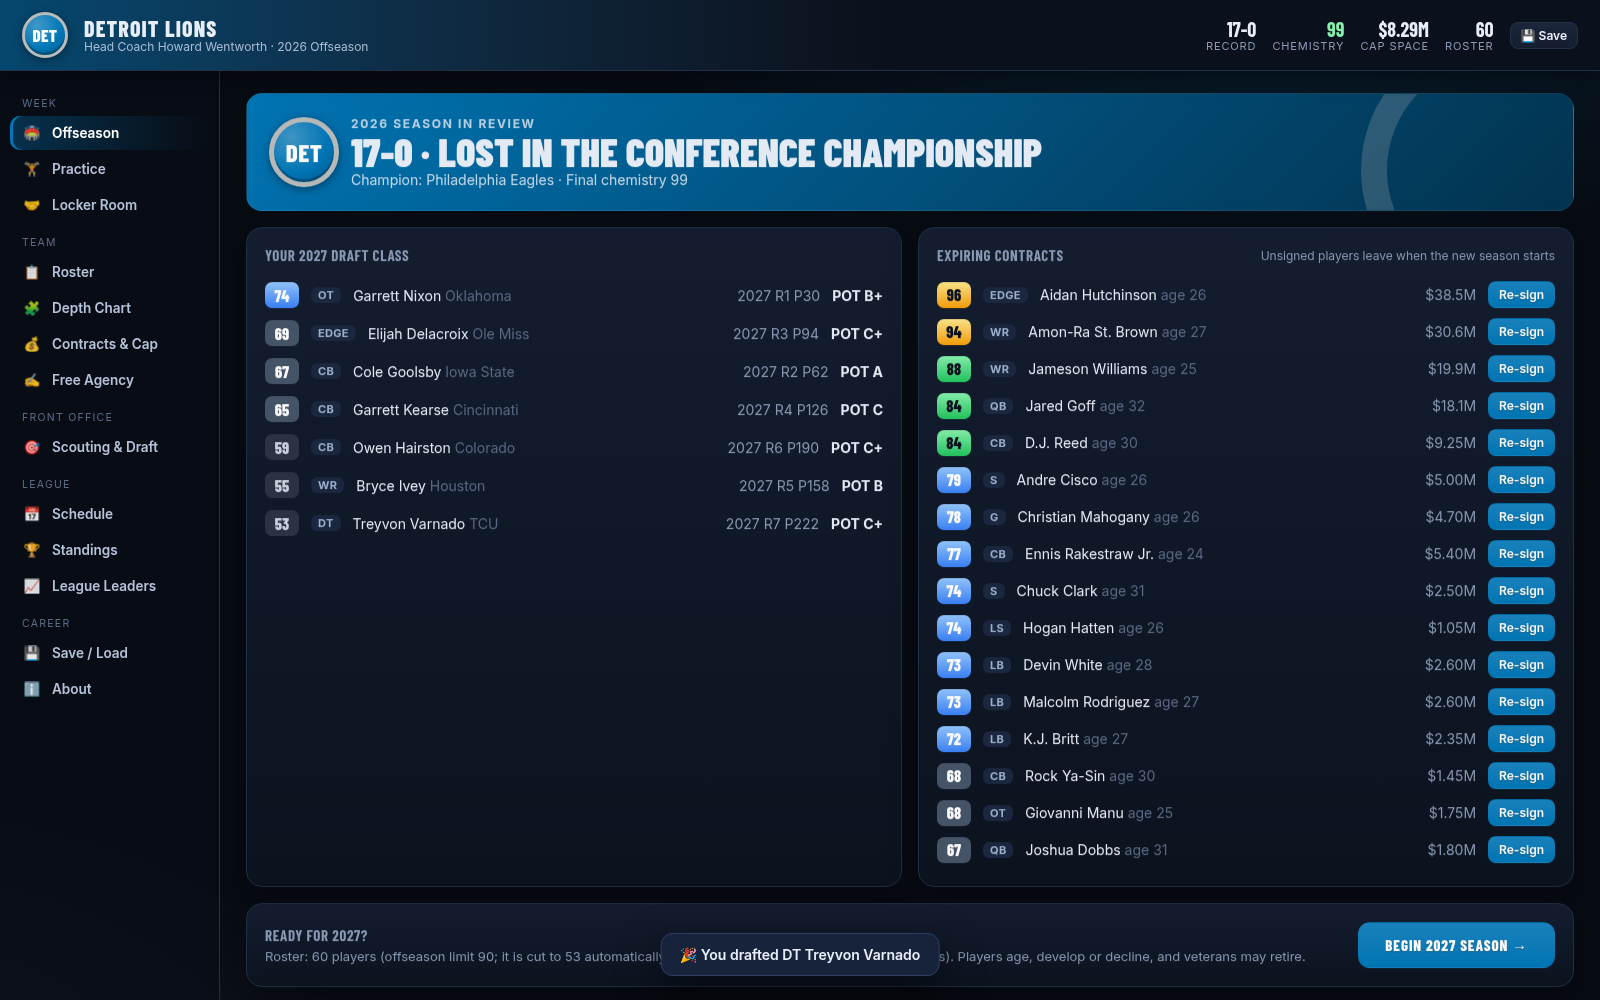 DET
DETROIT LIONS
Head Coach Howard Wentworth · 2026 Offseason
17-0
RECORD
99
CHEMISTRY
$8.29M
CAP SPACE
60
ROSTER
💾 Save
WEEK
Offseason
Practice
Locker Room
TEAM
Roster
Depth Chart
Contracts & Cap
Free Agency
FRONT OFFICE
Scouting & Draft
LEAGUE
Schedule
Standings
League Leaders
CAREER
Save / Load
About
DET
2026 SEASON IN REVIEW
17-0 · LOST IN THE CONFERENCE CHAMPIONSHIP
Champion: Philadelphia Eagles · Final chemistry 99
YOUR 2027 DRAFT CLASS
74 OT Garrett Nixon Oklahoma 2027 R1 P30 POT B+
69 EDGE Elijah Delacroix Ole Miss 2027 R3 P94 POT C+
67 CB Cole Goolsby Iowa State 2027 R2 P62 POT A
65 CB Garrett Kearse Cincinnati 2027 R4 P126 POT C
59 CB Owen Hairston Colorado 2027 R6 P190 POT C+
55 WR Bryce Ivey Houston 2027 R5 P158 POT B
53 DT Treyvon Varnado TCU 2027 R7 P222 POT C+
EXPIRING CONTRACTS Unsigned players leave when the new season starts
96 EDGE Aidan Hutchinson age 26 $38.5M Re-sign
94 WR Amon-Ra St. Brown age 27 $30.6M Re-sign
88 WR Jameson Williams age 25 $19.9M Re-sign
84 QB Jared Goff age 32 $18.1M Re-sign
84 CB D.J. Reed age 30 $9.25M Re-sign
79 S Andre Cisco age 26 $5.00M Re-sign
78 G Christian Mahogany age 26 $4.70M Re-sign
77 CB Ennis Rakestraw Jr. age 24 $5.40M Re-sign
74 S Chuck Clark age 31 $2.50M Re-sign
74 LS Hogan Hatten age 26 $1.05M Re-sign
73 LB Devin White age 28 $2.60M Re-sign
73 LB Malcolm Rodriguez age 27 $2.60M Re-sign
72 LB K.J. Britt age 27 $2.35M Re-sign
68 CB Rock Ya-Sin age 30 $1.45M Re-sign
68 OT Giovanni Manu age 25 $1.75M Re-sign
67 QB Joshua Dobbs age 31 $1.80M Re-sign
READY FOR 2027?
Roster: 60 players (offseason limit 90; it is cut to 53 automatically s). Players age, develop or decline, and veterans may retire.
🎉 You drafted DT Treyvon Varnado
BEGIN 2027 SEASON →